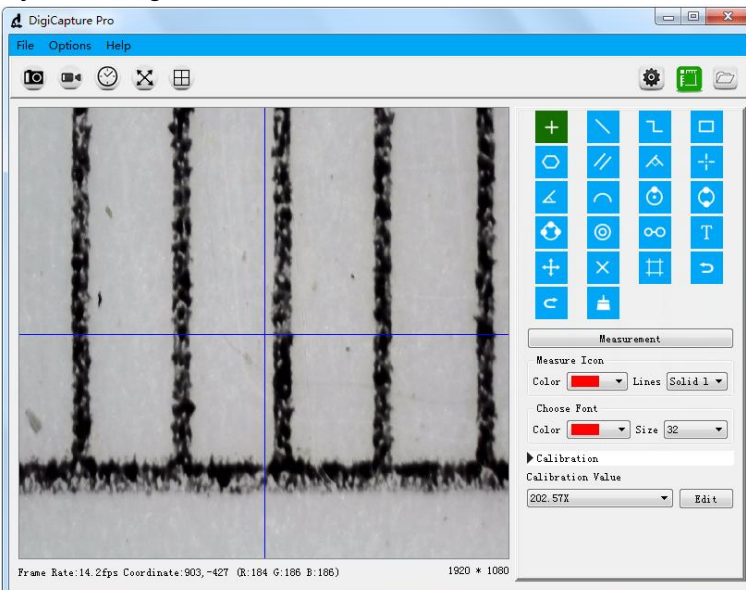 DigiCapture Pro
File Options Help
T
Measurement
Measure Icon
Color Lines Solid l
Choose Font
Color Size 32
Calibration
Calibration Value
202.57X Edit
Frame Rate:14.2fps Coordinate:903,-427 (R:184 G:186 B:186) 1920 * 1080